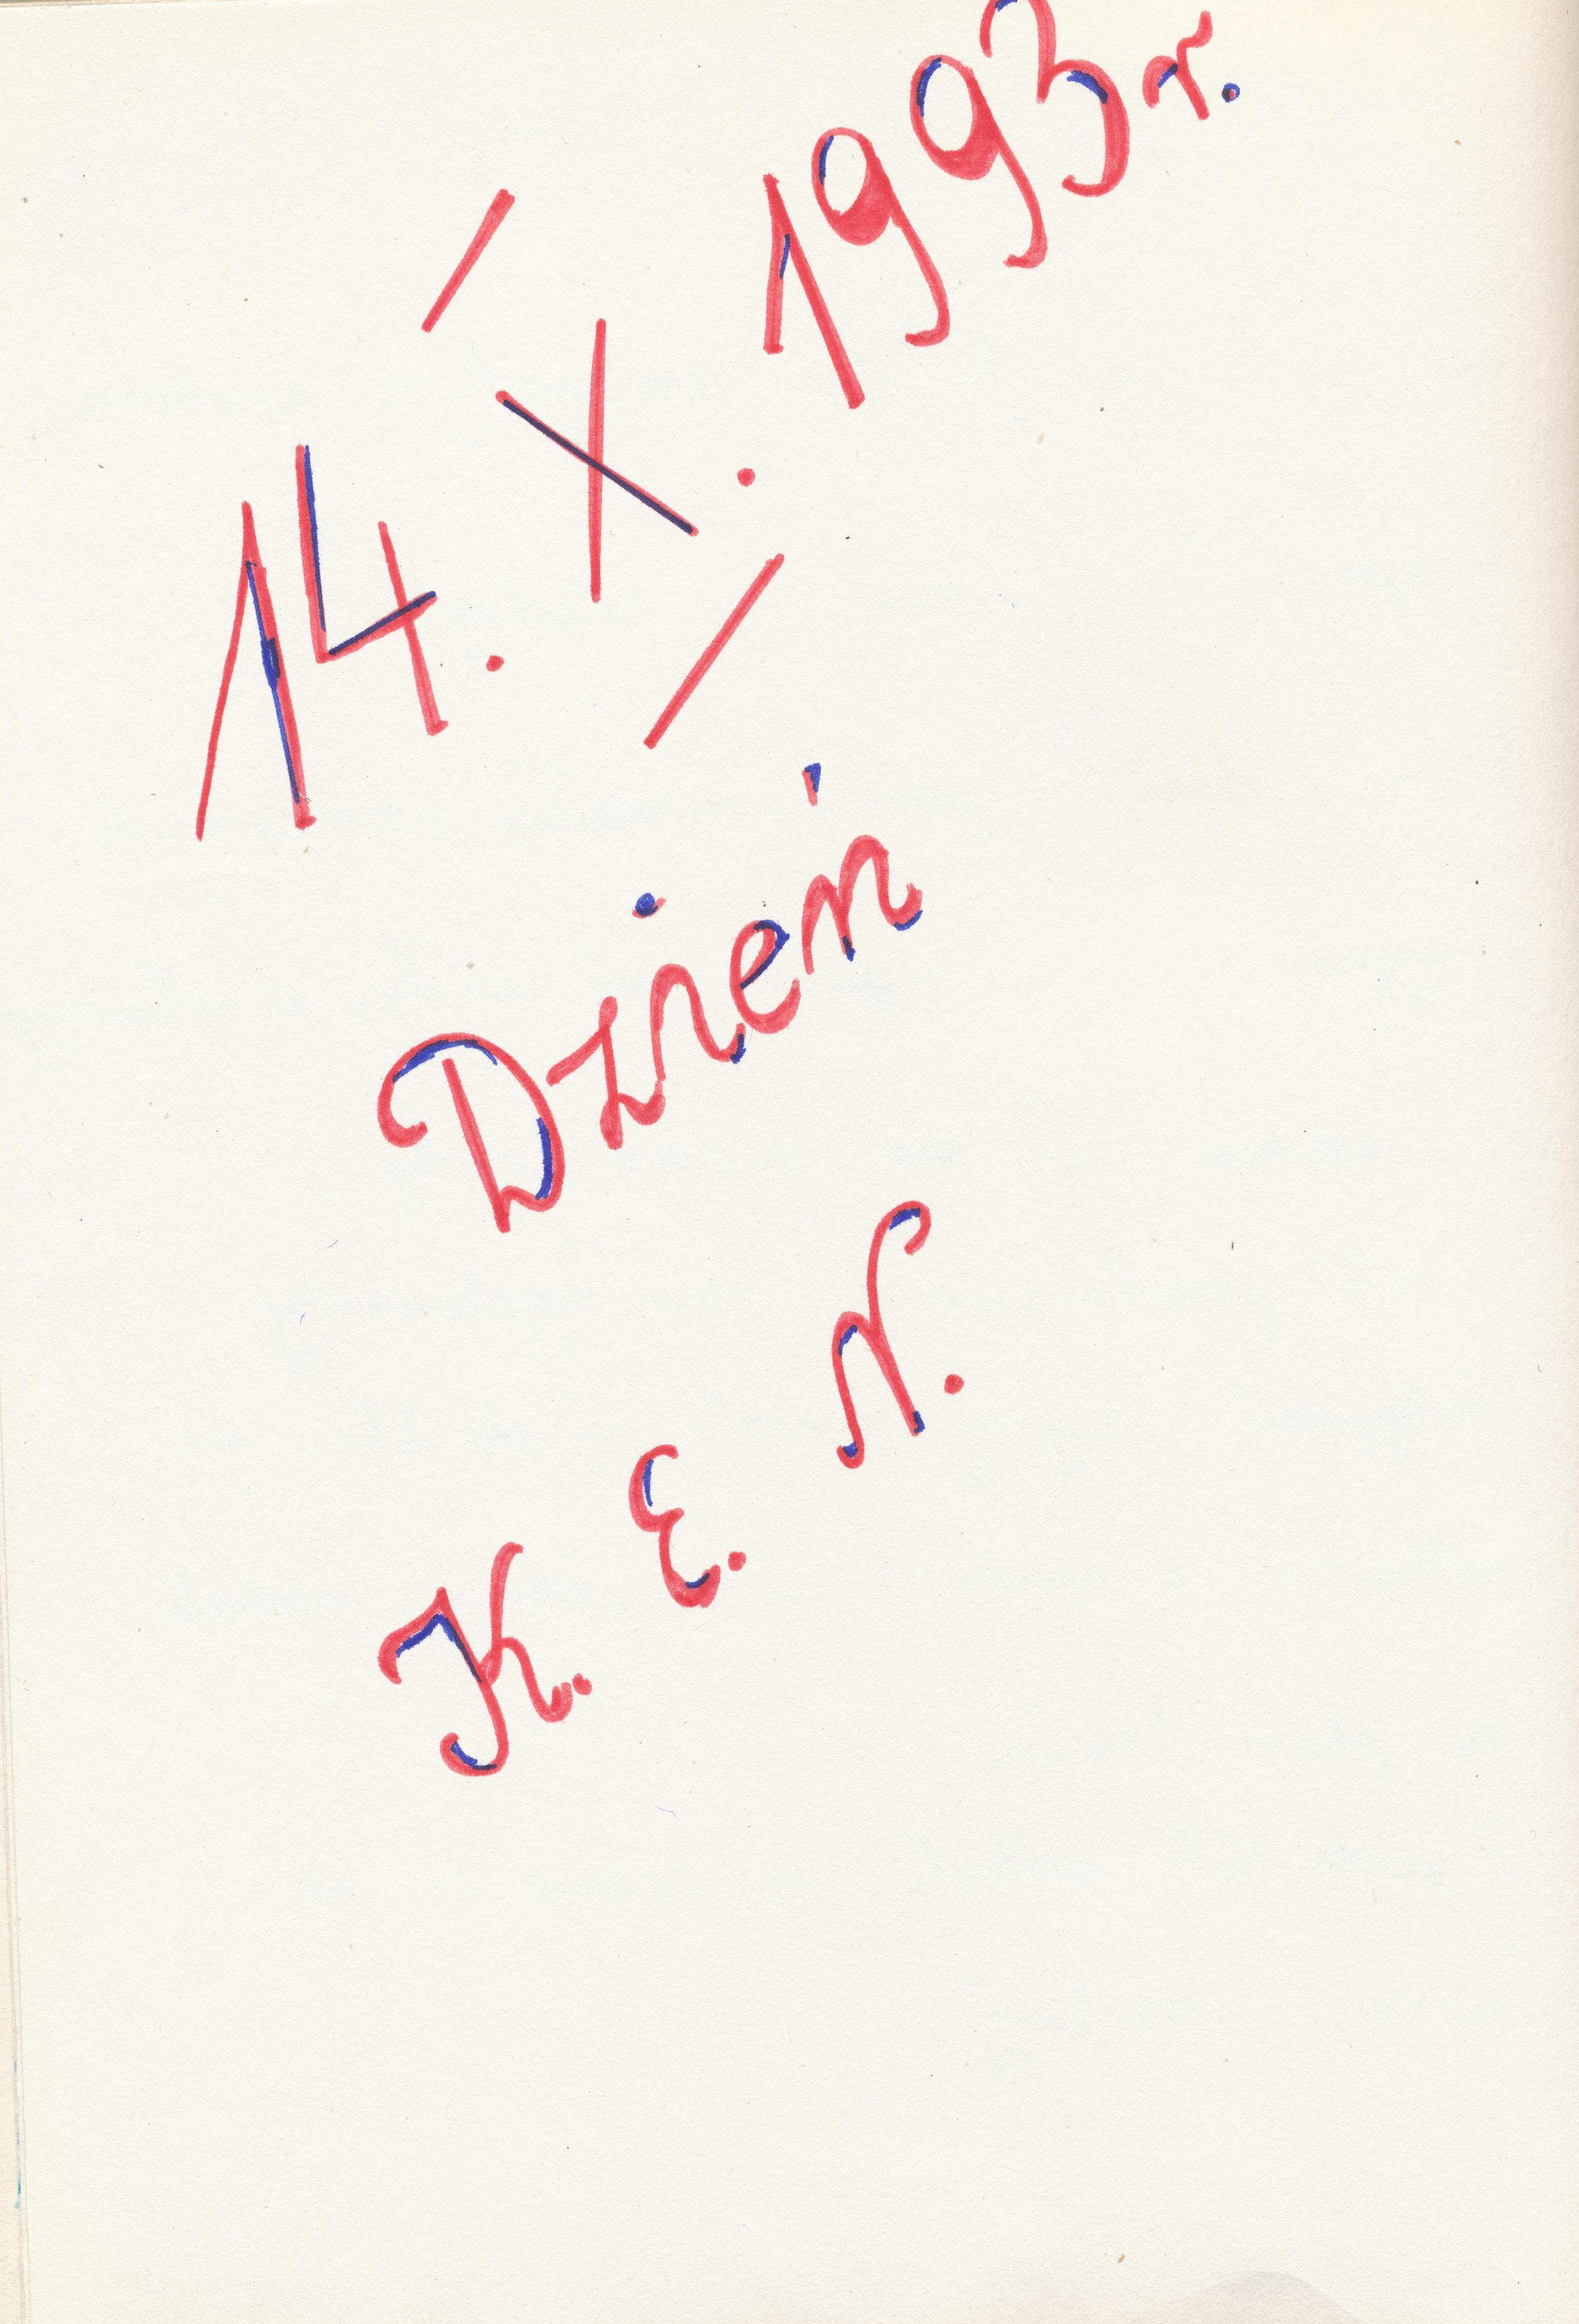 14. X. 1993r.
Dzień
K. E. N.